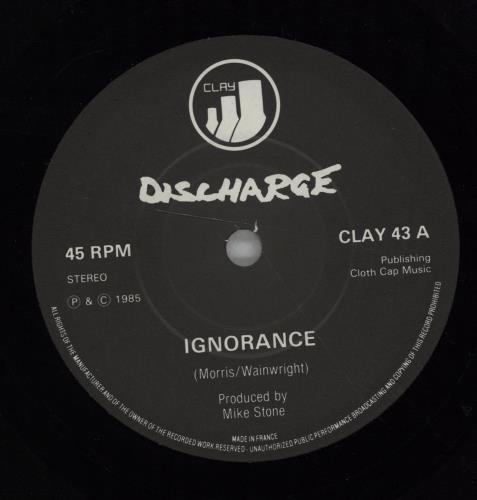 CLAY
DISCHARGE
45 RPM
CLAY 43 A
STEREO
Publishing
Cloth Cap Music
Ⓟ & Ⓒ 1985
IGNORANCE
(Morris/Wainwright)
Produced by
Mike Stone
MADE IN FRANCE
ALL RIGHTS OF THE MANUFACTURER AND OF THE OWNER OF THE RECORDED WORK RESERVED - UNAUTHORIZED PUBLIC PERFORMANCE BROADCASTING AND COPYING OF THIS RECORD PROHIBITED